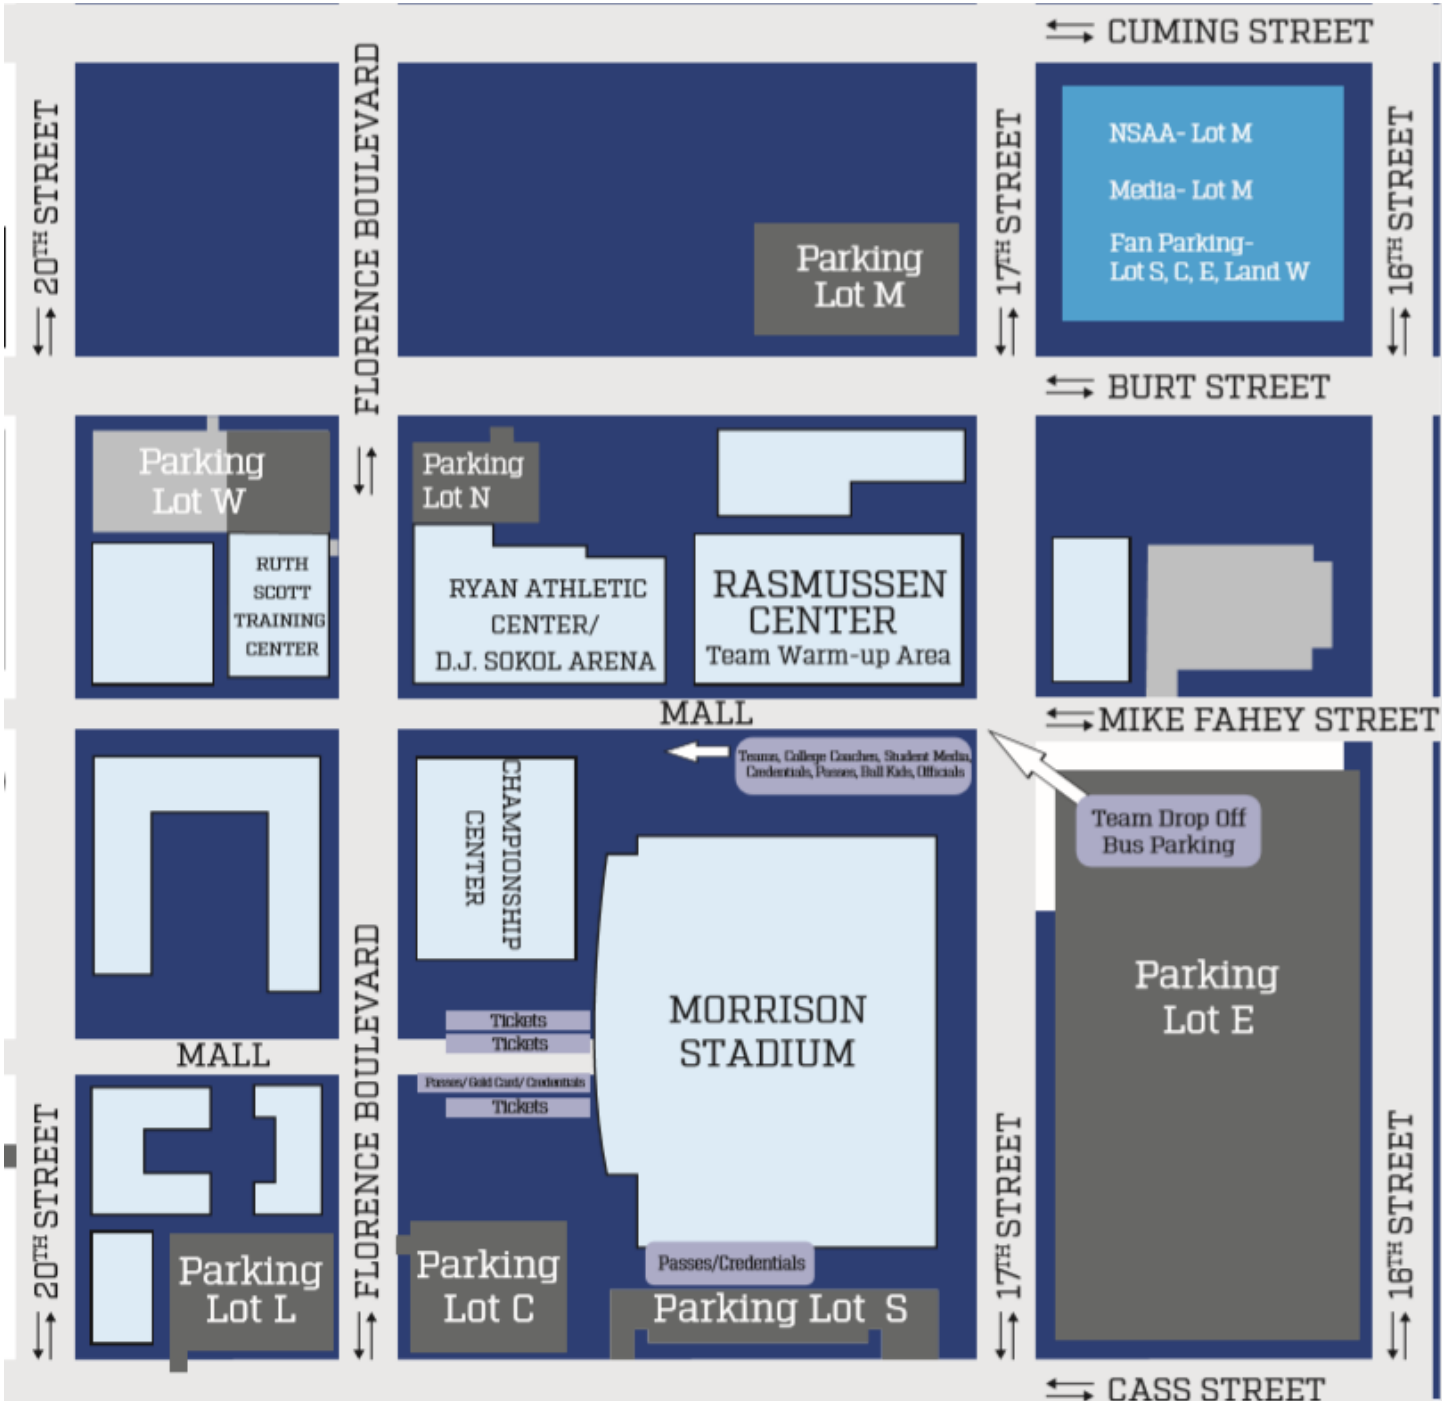 CUMING STREET
20TH STREET
FLORENCE BOULEVARD
17TH STREET
16TH STREET
NSAA- Lot M
Media- Lot M
Fan Parking-
Lot S, C, E, Land W
Parking
Lot M
BURT STREET
Parking
Lot W
Parking
Lot N
RUTH
SCOTT
TRAINING
CENTER
RYAN ATHLETIC
CENTER/
D.J. SOKOL ARENA
RASMUSSEN
CENTER
Team Warm-up Area
MALL
MIKE FAHEY STREET
Teams, College Coaches, Student Media,
Credentials, Passes, Ball Kids, Officials
CHAMPIONSHIP
CENTER
Team Drop Off
Bus Parking
Parking
Lot E
MORRISON
STADIUM
Tickets
Tickets
Passes/ Gold Card/ Credentials
Tickets
MALL
20TH STREET
FLORENCE BOULEVARD
17TH STREET
16TH STREET
Parking
Lot L
Parking
Lot C
Passes/Credentials
Parking Lot S
CASS STREET